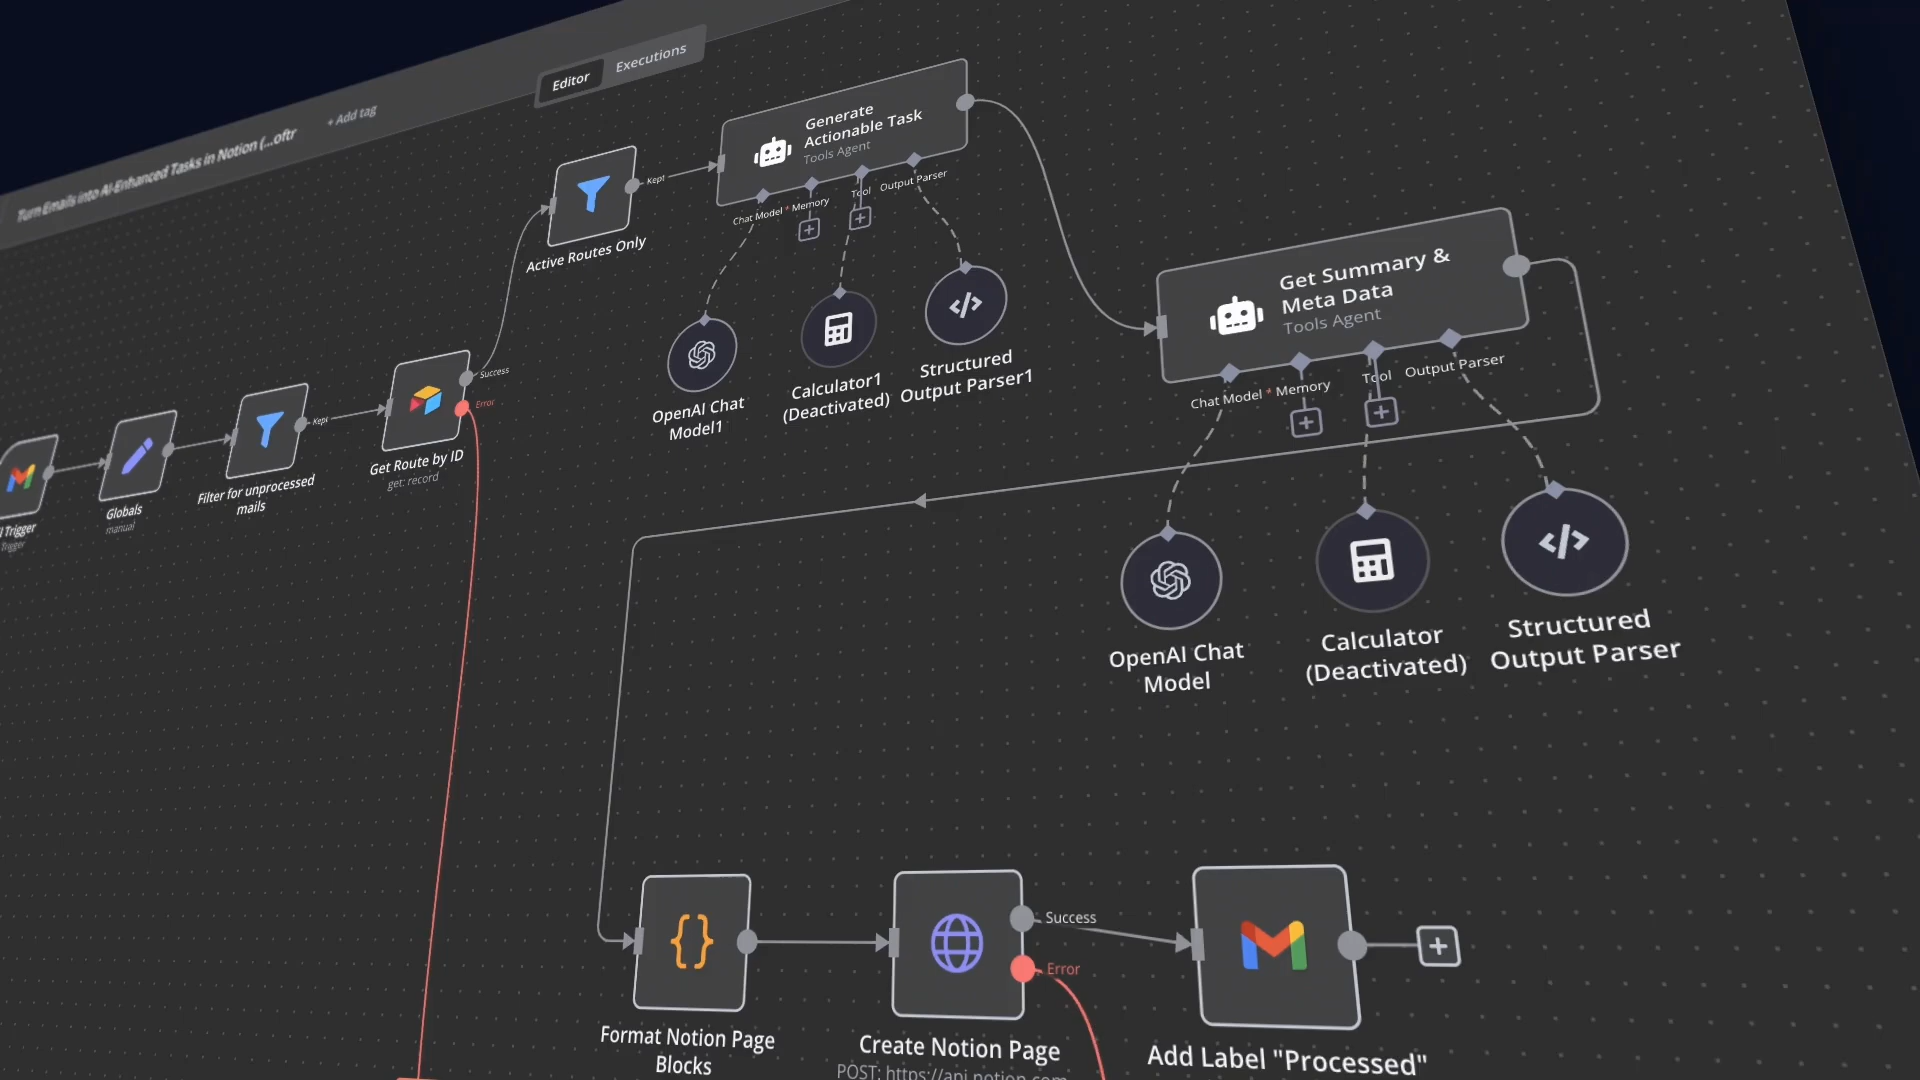 Editor
Executions
Turn Emails into AI-Enhanced Tasks in Notion (...oftr
+ Add tag
Generate
Actionable Task
Tools Agent
Kept
Chat Model * Memory
Tool
Output Parser
Active Routes Only
OpenAI Chat
Model1
Calculator1
(Deactivated)
Structured
Output Parser1
Get Summary &
Meta Data
Tools Agent
Chat Model * Memory
Tool
Output Parser
Success
Error
Kept
Get Route by ID
get: record
Filter for unprocessed
mails
Globals
manual
Trigger
Trigger
OpenAI Chat
Model
Calculator
(Deactivated)
Structured
Output Parser
Success
Error
Format Notion Page
Blocks
Create Notion Page
POST: https://api.notion.com
Add Label "Processed"